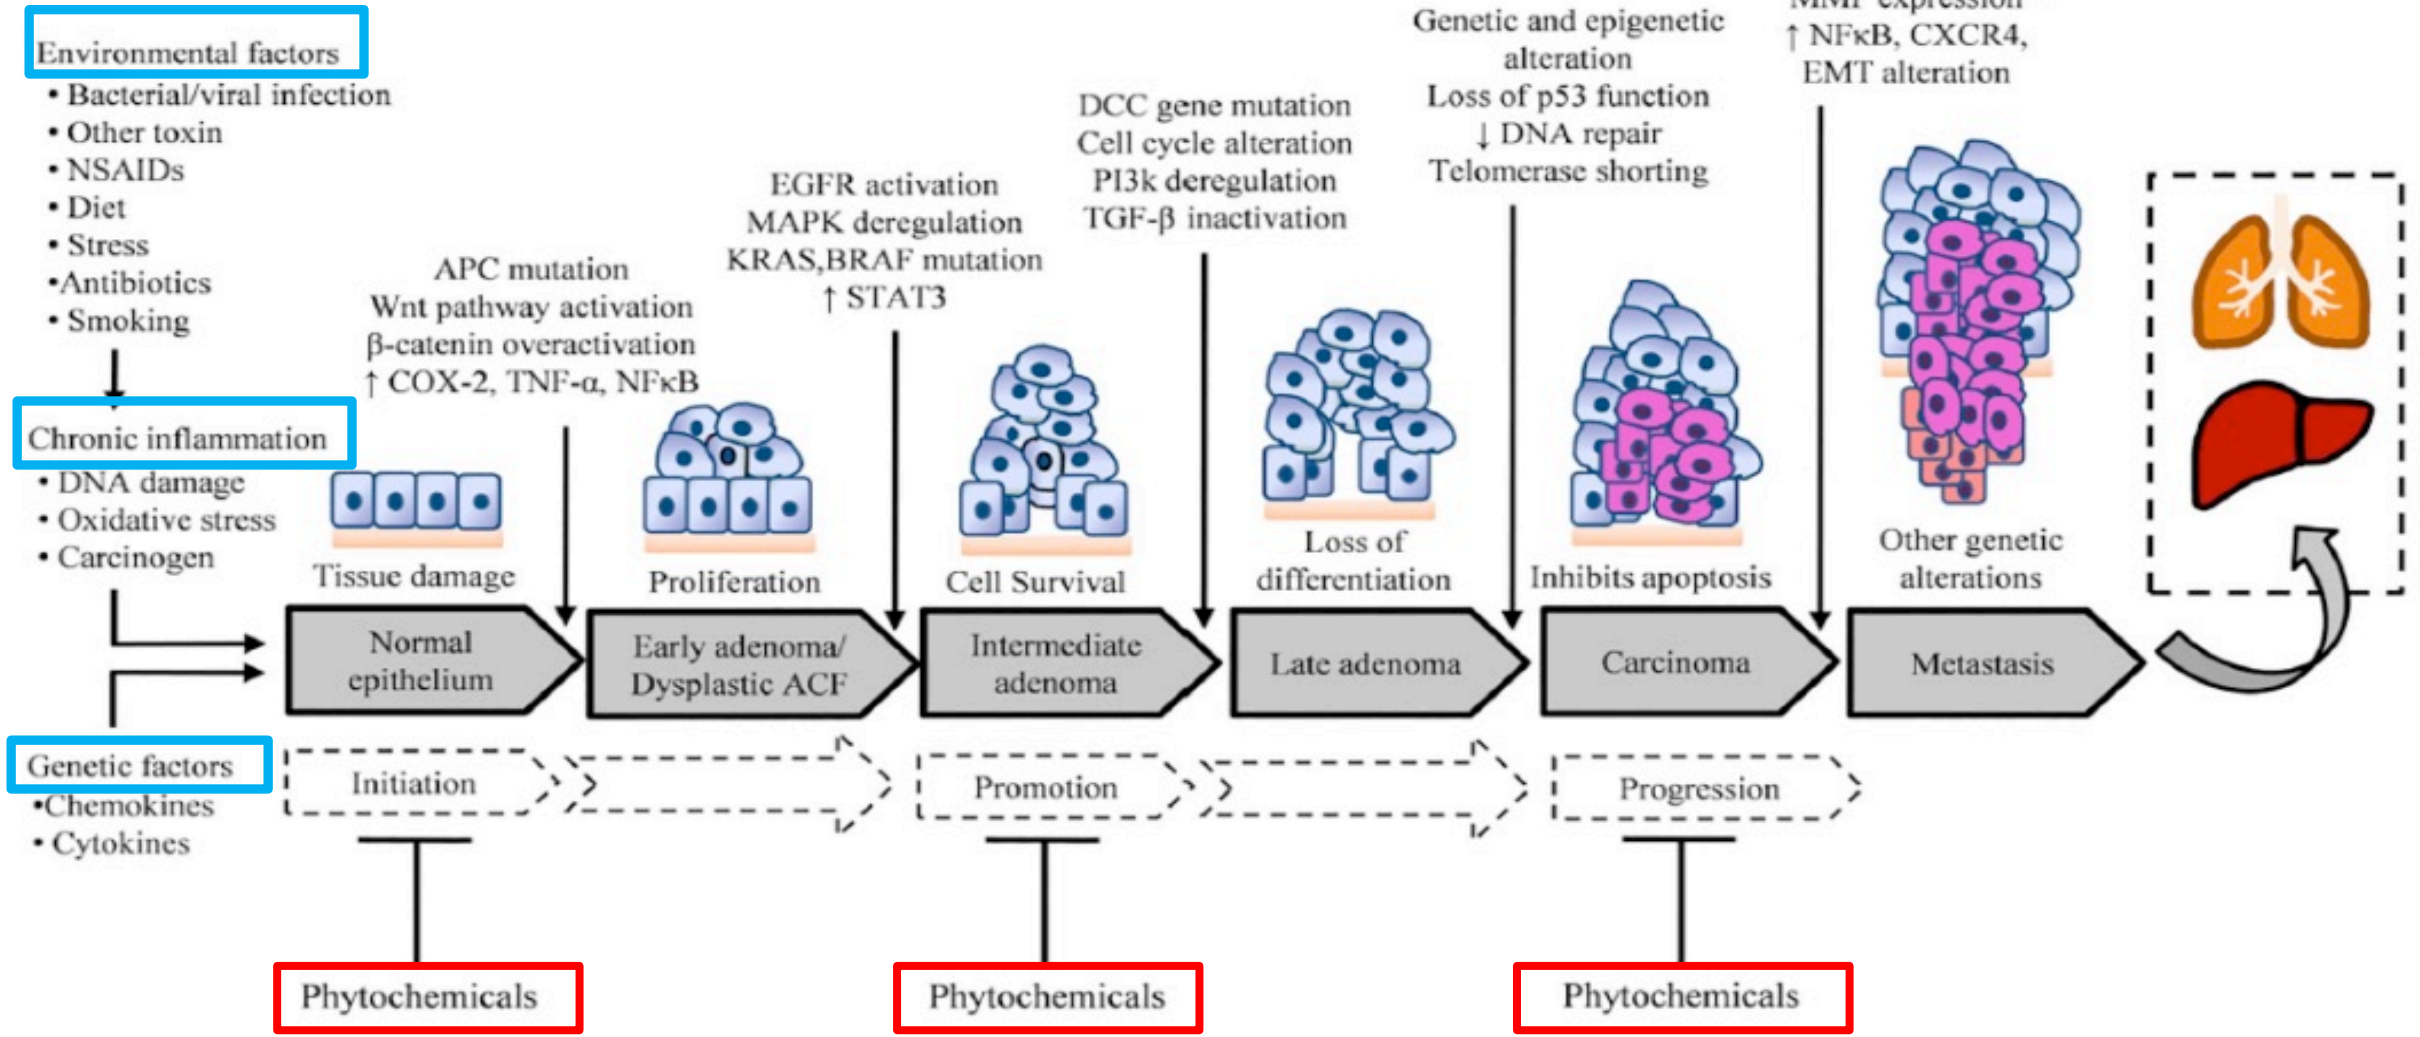 Environmental factors
• Bacterial/viral infection
• Other toxin
• NSAIDs
• Diet
• Stress
•Antibiotics
• Smoking
Chronic inflammation
• DNA damage
• Oxidative stress
• Carcinogen
Genetic factors
•Chemokines
• Cytokines
APC mutation
Wnt pathway activation
β-catenin overactivation
↑ COX-2, TNF-α, NFκB
EGFR activation
MAPK deregulation
KRAS,BRAF mutation
↑ STAT3
DCC gene mutation
Cell cycle alteration
PI3k deregulation
TGF-β inactivation
Genetic and epigenetic
alteration
Loss of p53 function
↓ DNA repair
Telomerase shorting
MMP expression
↑ NFκB, CXCR4,
EMT alteration
Tissue damage
Proliferation
Cell Survival
Loss of
differentiation
Inhibits apoptosis
Other genetic
alterations
Normal
epithelium
Early adenoma/
Dysplastic ACF
Intermediate
adenoma
Late adenoma
Carcinoma
Metastasis
Initiation
Promotion
Progression
Phytochemicals
Phytochemicals
Phytochemicals